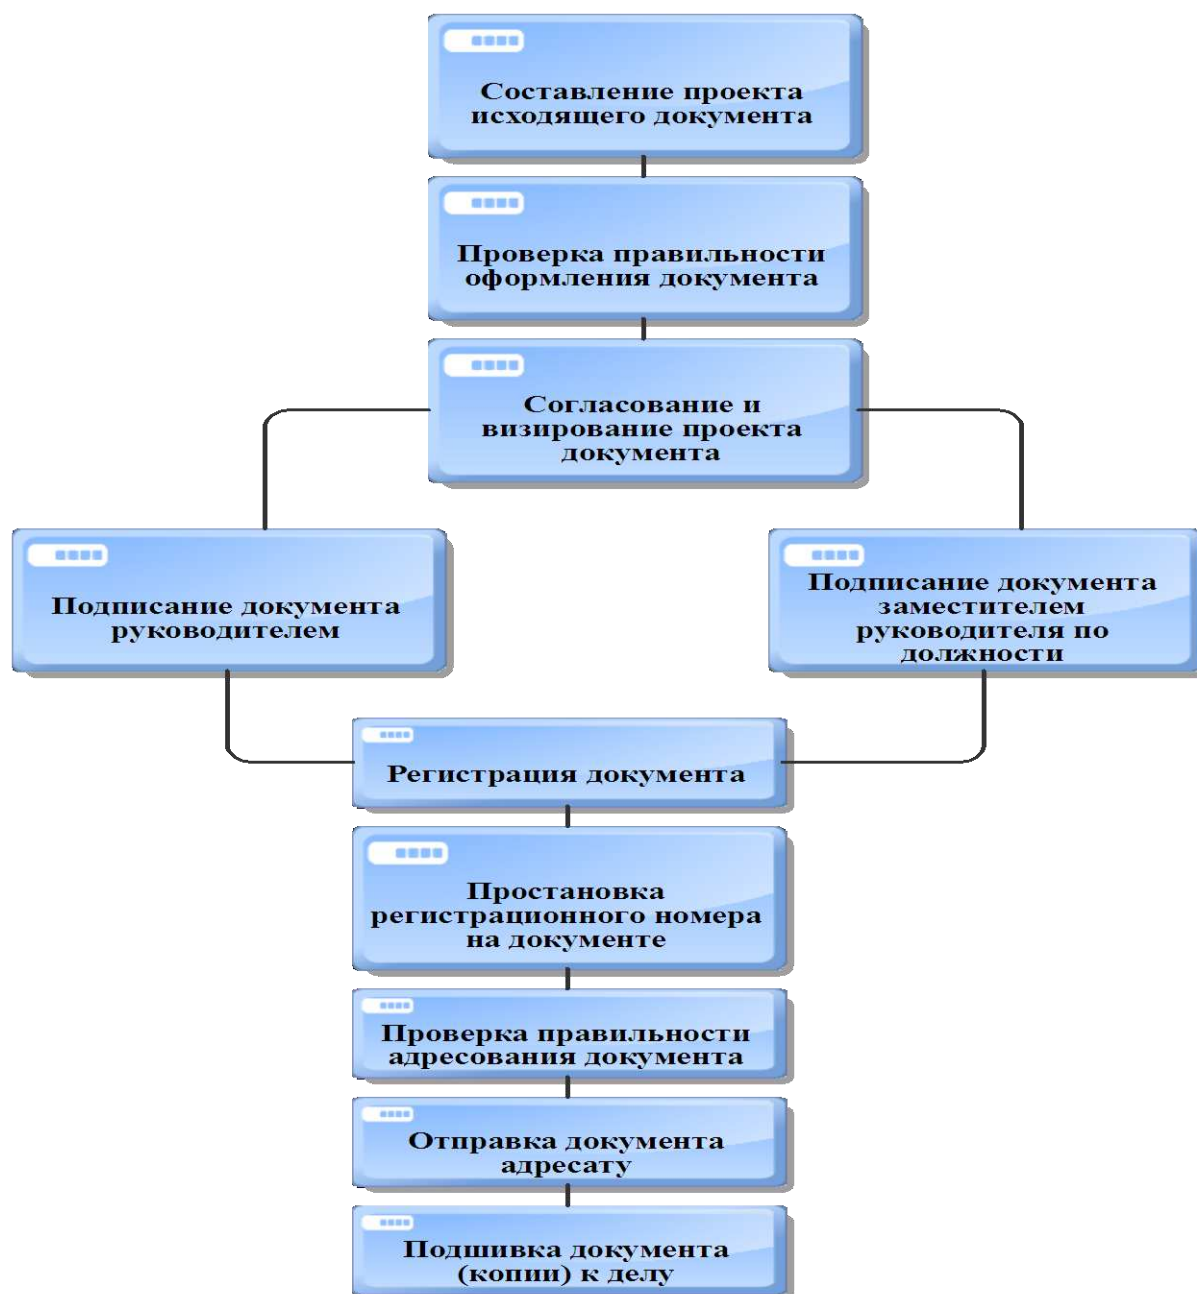 Составление проекта
исходящего документа
Проверка правильности
оформления документа
Согласование и
визирование проекта
документа
Подписание документа
руководителем
Подписание документа
заместителем
руководителя по
должности
Регистрация документа
Простановка
регистрационного номера
на документе
Проверка правильности
адресования документа
Отправка документа
адресату
Подшивка документа
(копии) к делу